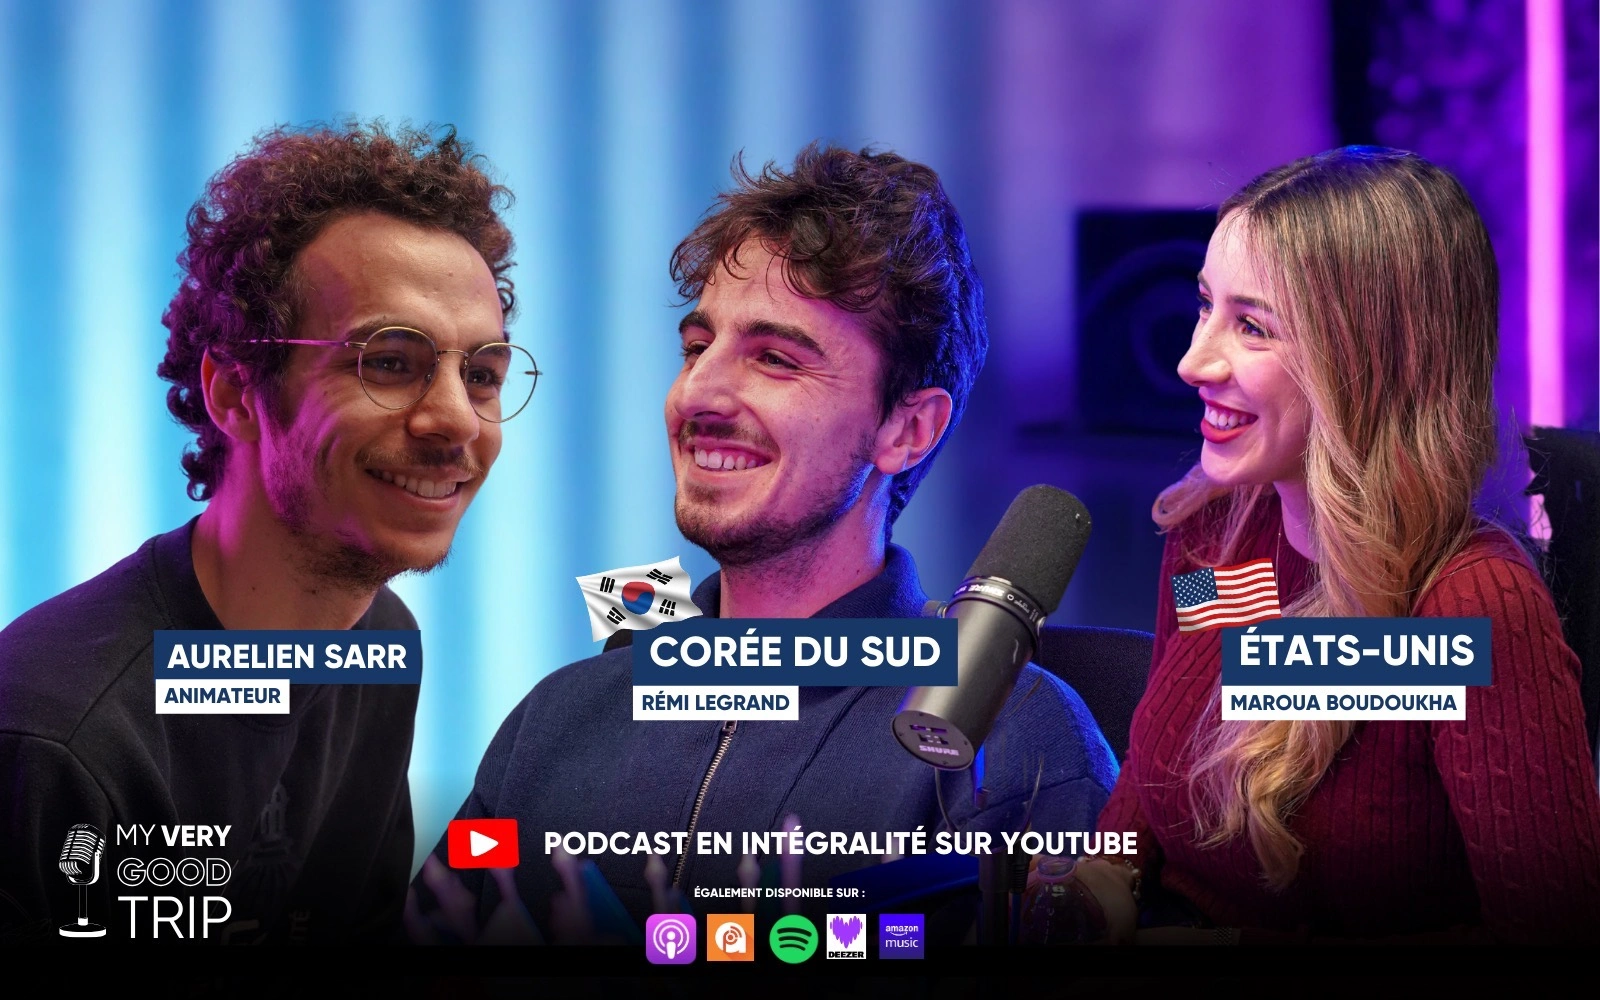 AURELIEN SARR
ANIMATEUR
CORÉE DU SUD
RÉMI LEGRAND
ÉTATS-UNIS
MAROUA BOUDOUKHA
SHURE
MY VERY
GOOD
TRIP
PODCAST EN INTÉGRALITÉ SUR YOUTUBE
ÉGALEMENT DISPONIBLE SUR :
DEEZER
amazon
music